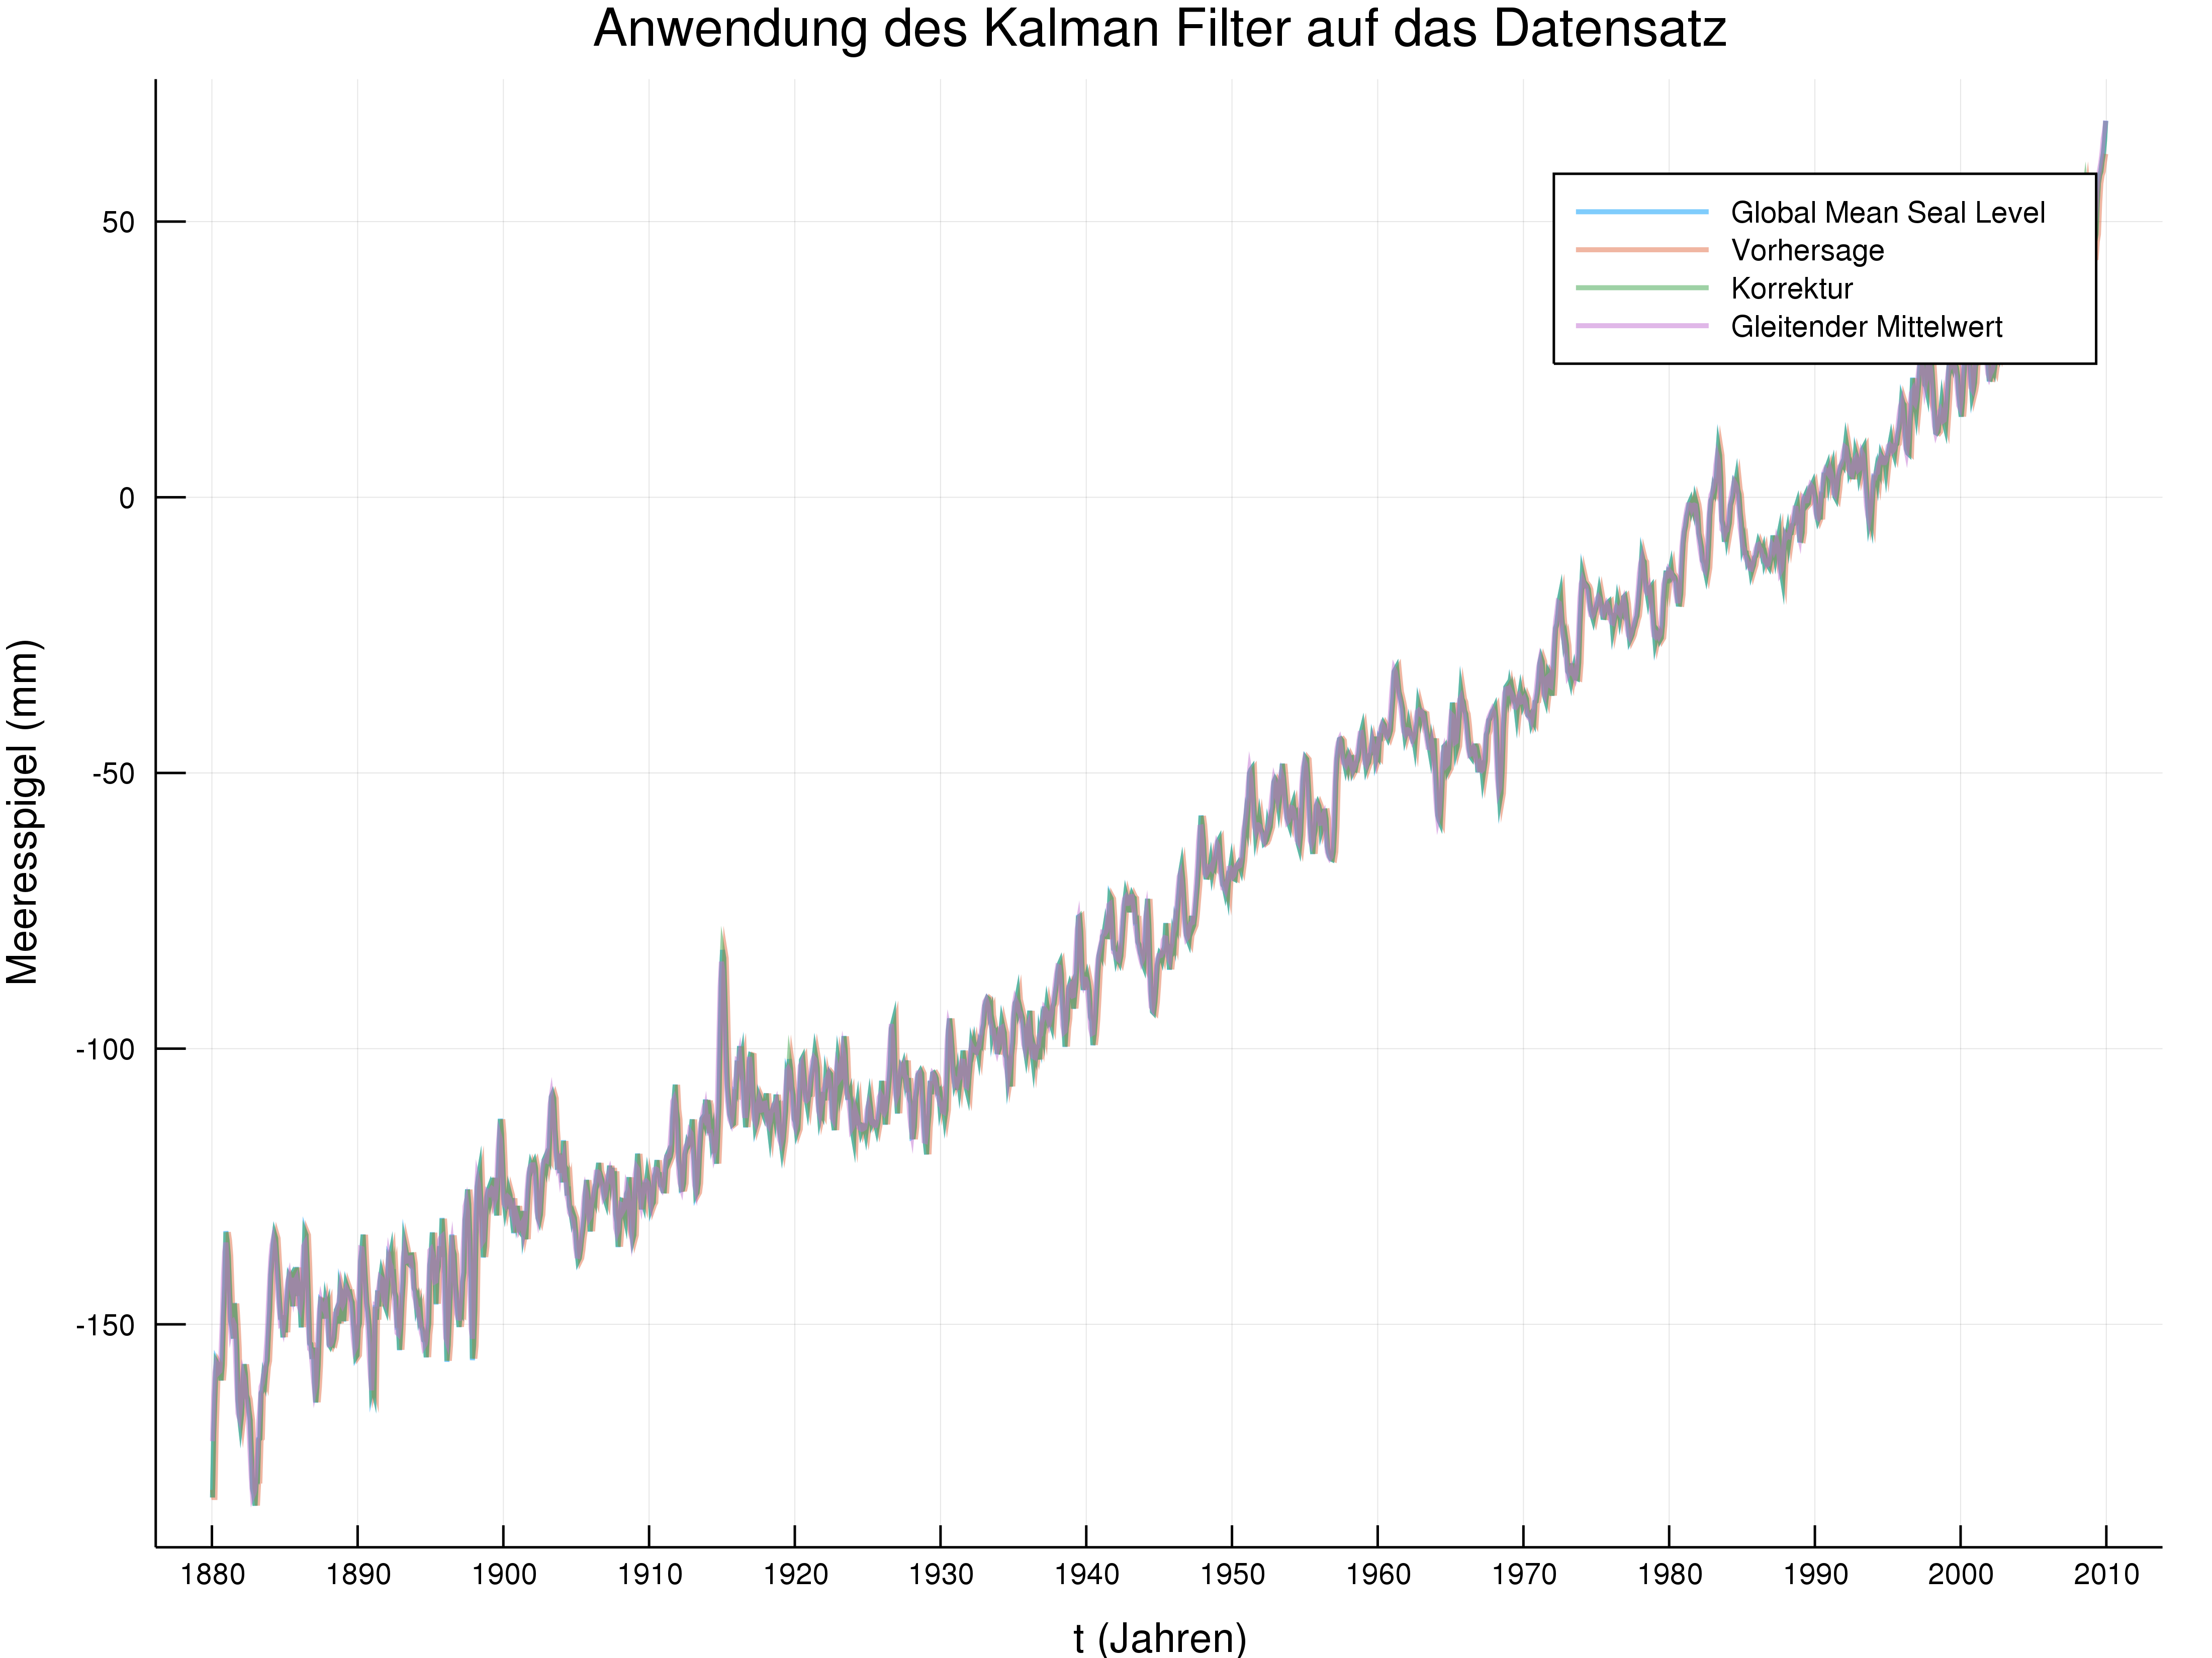 Anwendung des Kalman Filter auf das Datensatz
Global Mean Seal Level
Vorhersage
Korrektur
Gleitender Mittelwert
50
0
-50
-100
-150
Meeresspigel (mm)
1880 1890 1900 1910 1920 1930 1940 1950 1960 1970 1980 1990 2000 2010
t (Jahren)